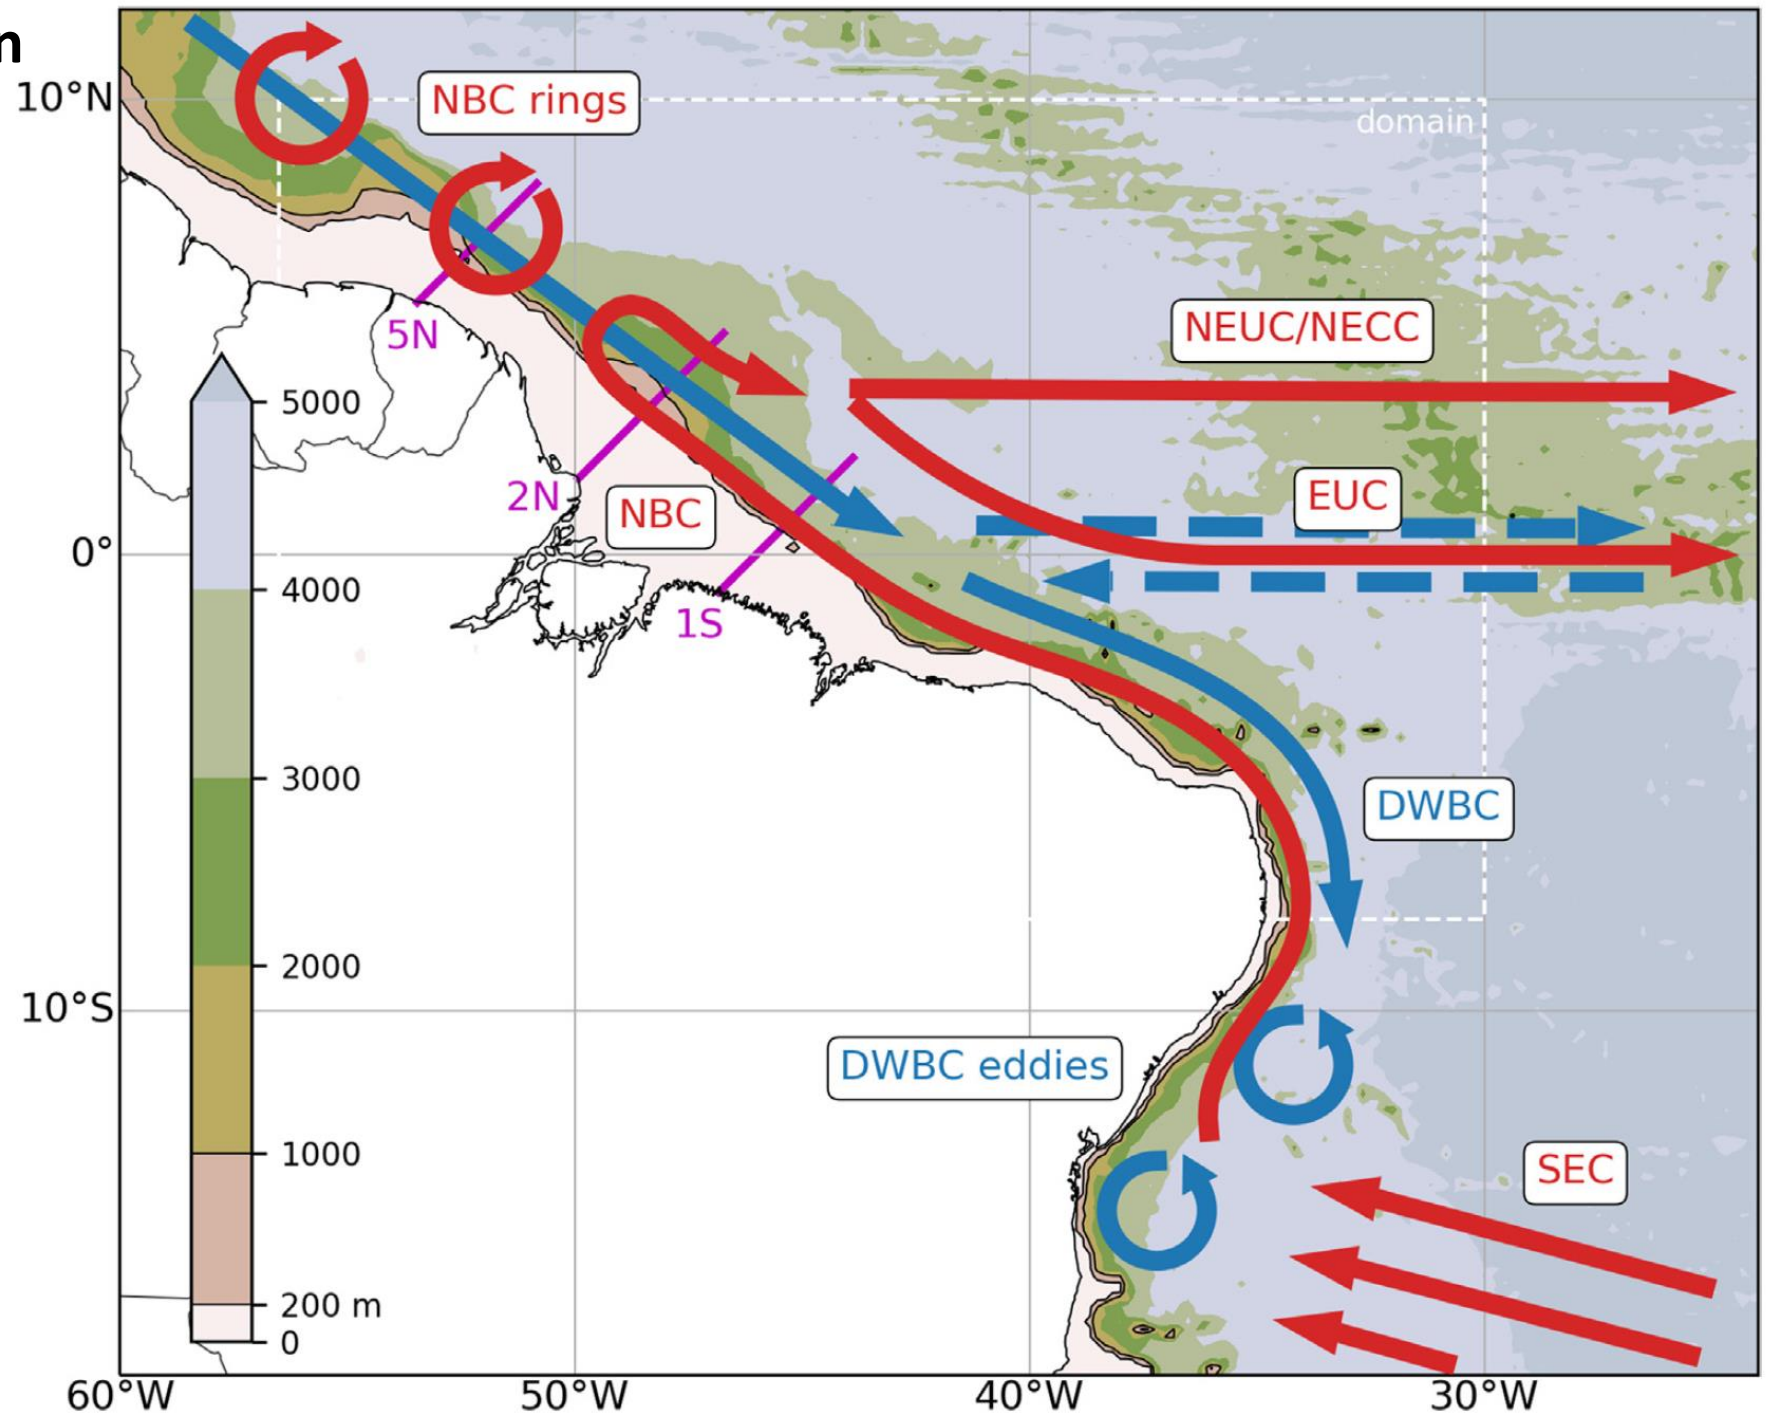 n
10°N
NBC rings
domain
5N
NEUC/NECC
5000
2N
NBC
EUC
0°
4000
1S
3000
DWBC
2000
10°S
DWBC eddies
1000
SEC
200 m
0
60°W
50°W
40°W
30°W